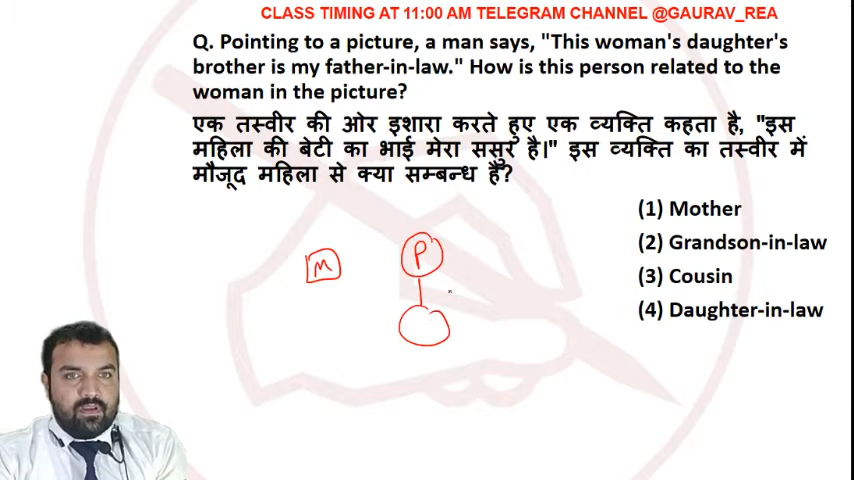 CLASS TIMING AT 11:00 AM TELEGRAM CHANNEL @GAURAV_REA
Q. Pointing to a picture, a man says, "This woman's daughter's
brother is my father-in-law." How is this person related to the
woman in the picture?
एक तस्वीर की ओर इशारा करते हुए एक व्यक्ति कहता है, "इस
महिला की बेटी का भाई मेरा ससुर है।" इस व्यक्ति का तस्वीर में
मौजूद महिला से क्या सम्बन्ध है?
(1) Mother
(2) Grandson-in-law
(3) Cousin
(4) Daughter-in-law
M
P